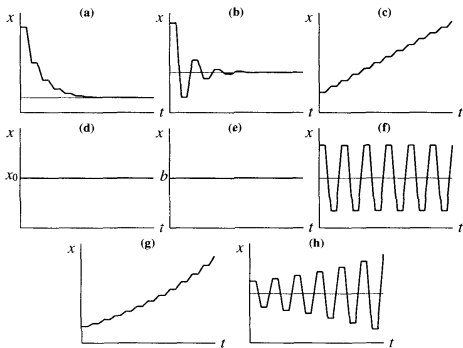 (a) (b) (c)
x x x
t t t
(d) (e) (f)
x x x
x₀ b
t t t
(g) (h)
x x
t t